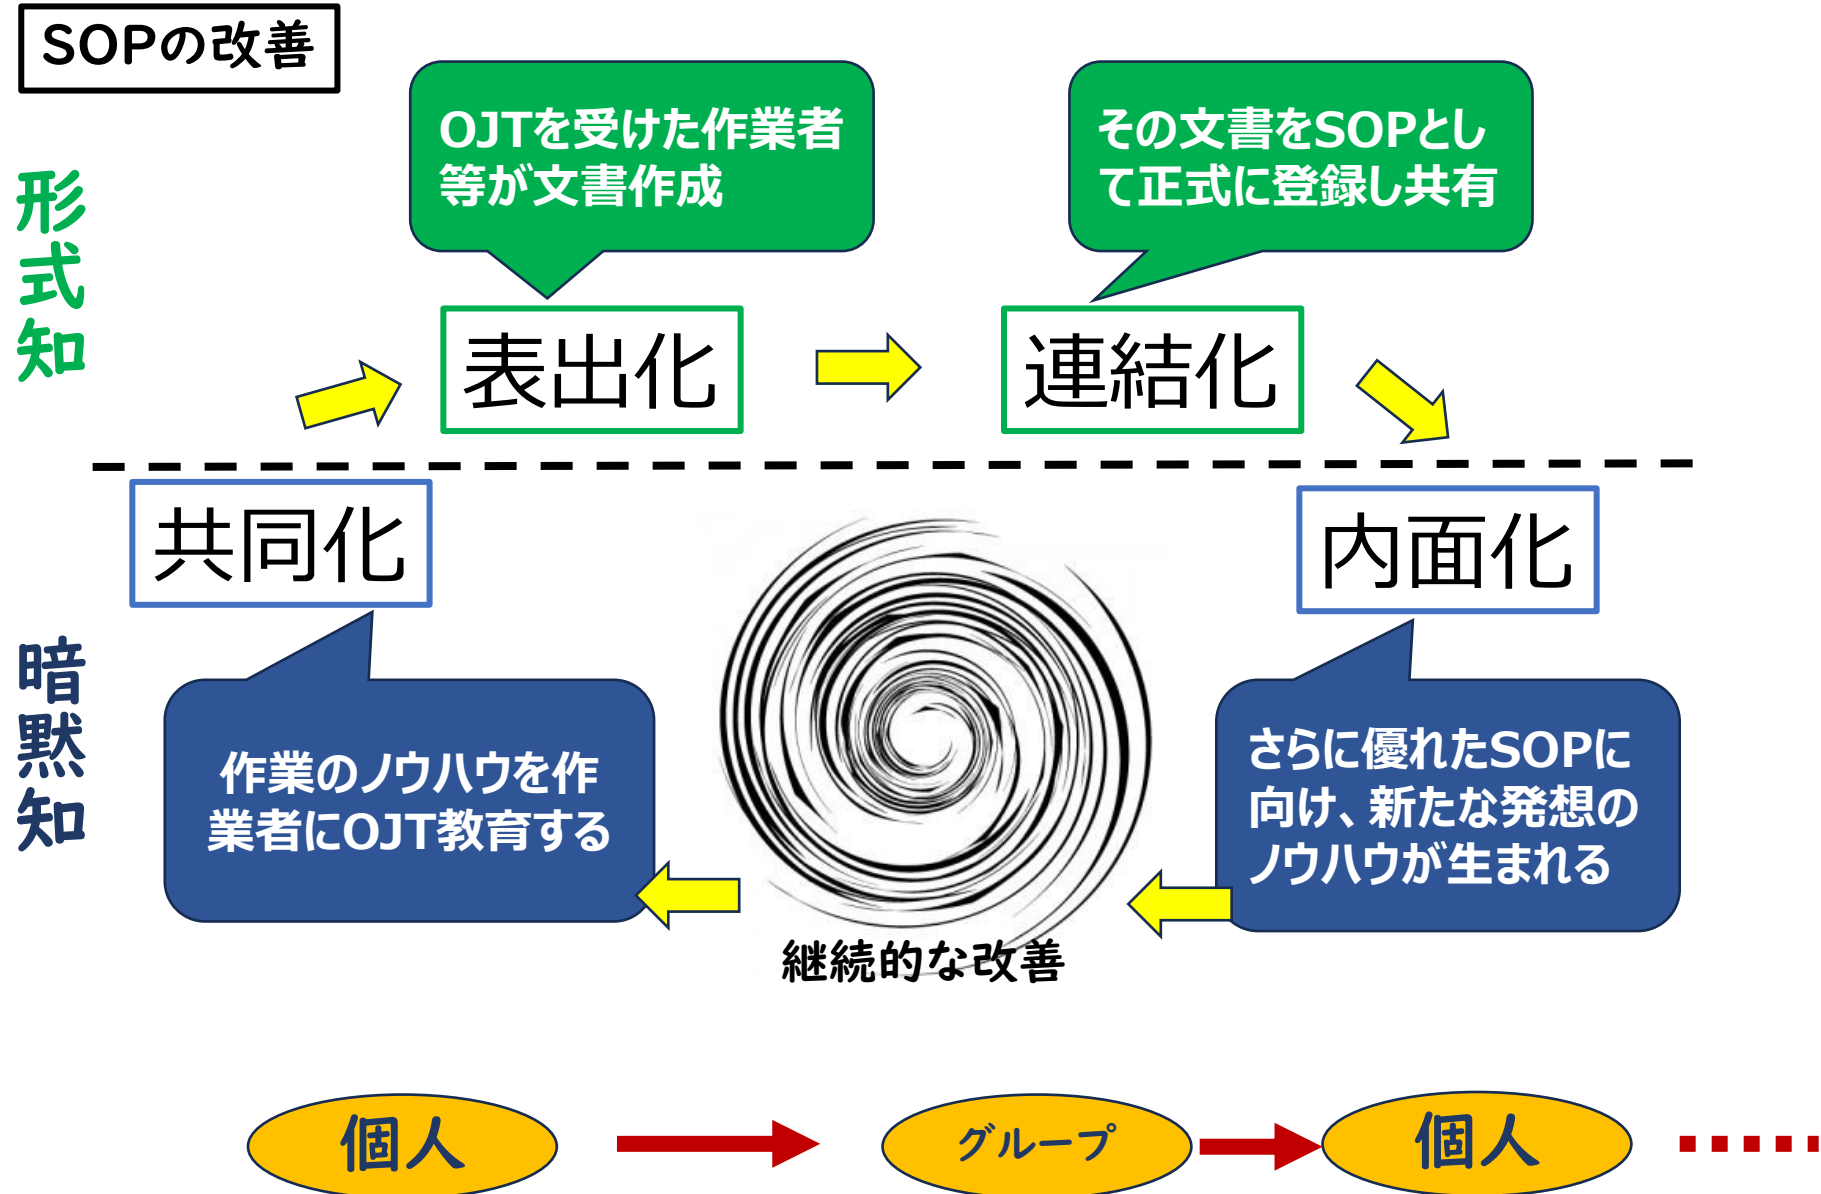 SOPの改善
OJTを受けた作業者
等が文書作成
その文書をSOPとし
て正式に登録し共有
形式知
表出化
連結化
共同化
内面化
暗黙知
作業のノウハウを作
業者にOJT教育する
さらに優れたSOPに
向け、新たな発想の
ノウハウが生まれる
継続的な改善
個人
グループ
個人